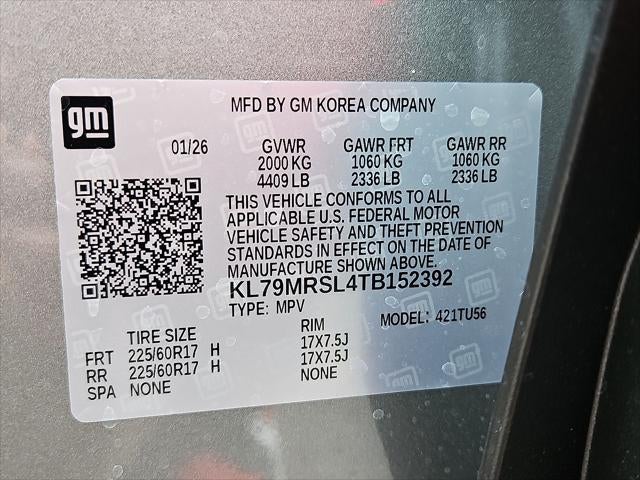 gm
MFD BY GM KOREA COMPANY
01/26 GVWR GAWR FRT GAWR RR
2000 KG 1060 KG 1060 KG
4409 LB 2336 LB 2336 LB
THIS VEHICLE CONFORMS TO ALL
APPLICABLE U.S. FEDERAL MOTOR
VEHICLE SAFETY AND THEFT PREVENTION
STANDARDS IN EFFECT ON THE DATE OF
MANUFACTURE SHOWN ABOVE.
KL79MRSL4TB152392
TYPE: MPV MODEL: 421TU56
TIRE SIZE RIM
FRT 225/60R17 H 17X7.5J
RR 225/60R17 H 17X7.5J
SPA NONE NONE